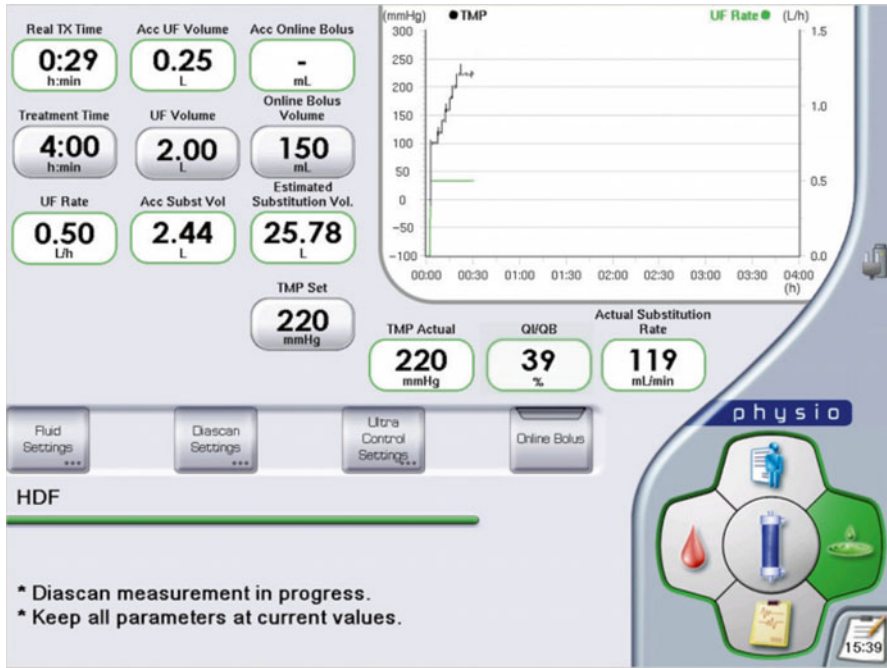 Real TX Time
0:29
h:min
Acc UF Volume
0.25
L
Acc Online Bolus
-
mL
Treatment Time
4:00
h:min
UF Volume
2.00
L
Online Bolus
Volume
150
mL
UF Rate
0.50
L/h
Acc Subst Vol
2.44
L
Estimated
Substitution Vol.
25.78
L
TMP Set
220
mmHg
(mmHg)
TMP
UF Rate
(L/h)
300
250
200
150
100
50
0
-50
-100
1.5
1.0
0.5
0.0
00:00 00:30 01:00 01:30 02:00 02:30 03:00 03:30 04:00
(h)
TMP Actual
220
mmHg
QI/QB
39
%
Actual Substitution
Rate
119
mL/min
Fluid
Settings
...
Diascan
Settings
...
Ultra
Control
Settings...
Online Bolus
physio
HDF
* Diascan measurement in progress.
* Keep all parameters at current values.
15:39